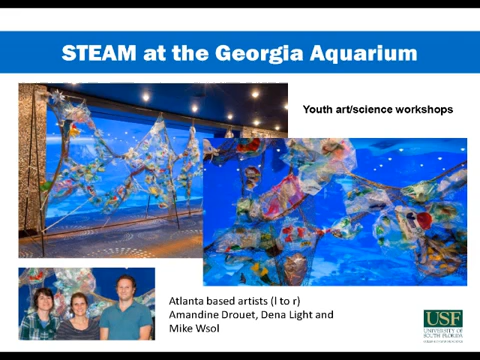 STEAM at the Georgia Aquarium
Youth art/science workshops
Atlanta based artists (l to r)
Amandine Drouet, Dena Light and
Mike Wsol
USF
UNIVERSITY OF
SOUTH FLORIDA